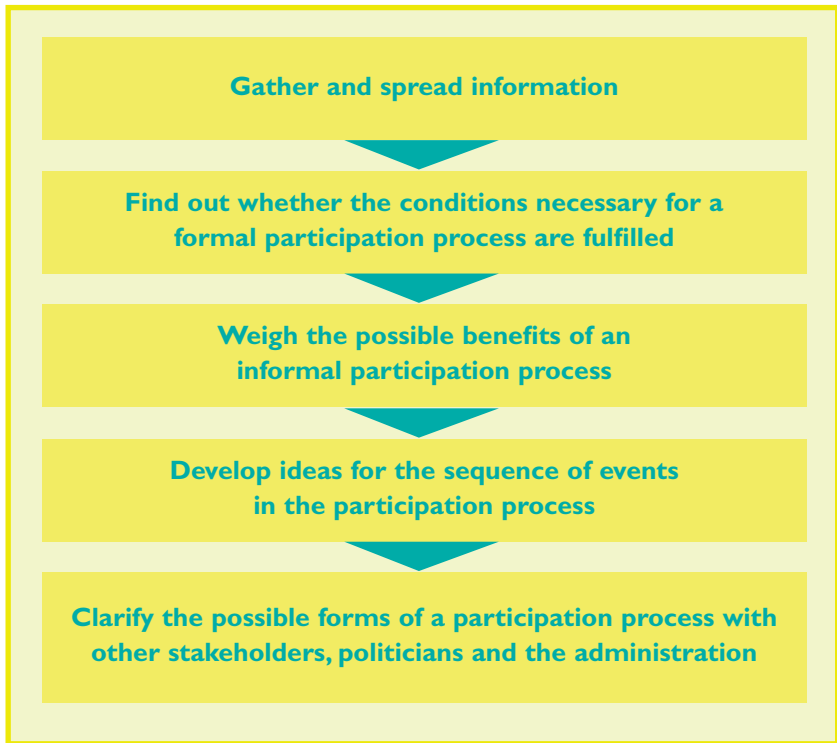 Gather and spread information
Find out whether the conditions necessary for a
formal participation process are fulfilled
Weigh the possible benefits of an
informal participation process
Develop ideas for the sequence of events
in the participation process
Clarify the possible forms of a participation process with
other stakeholders, politicians and the administration